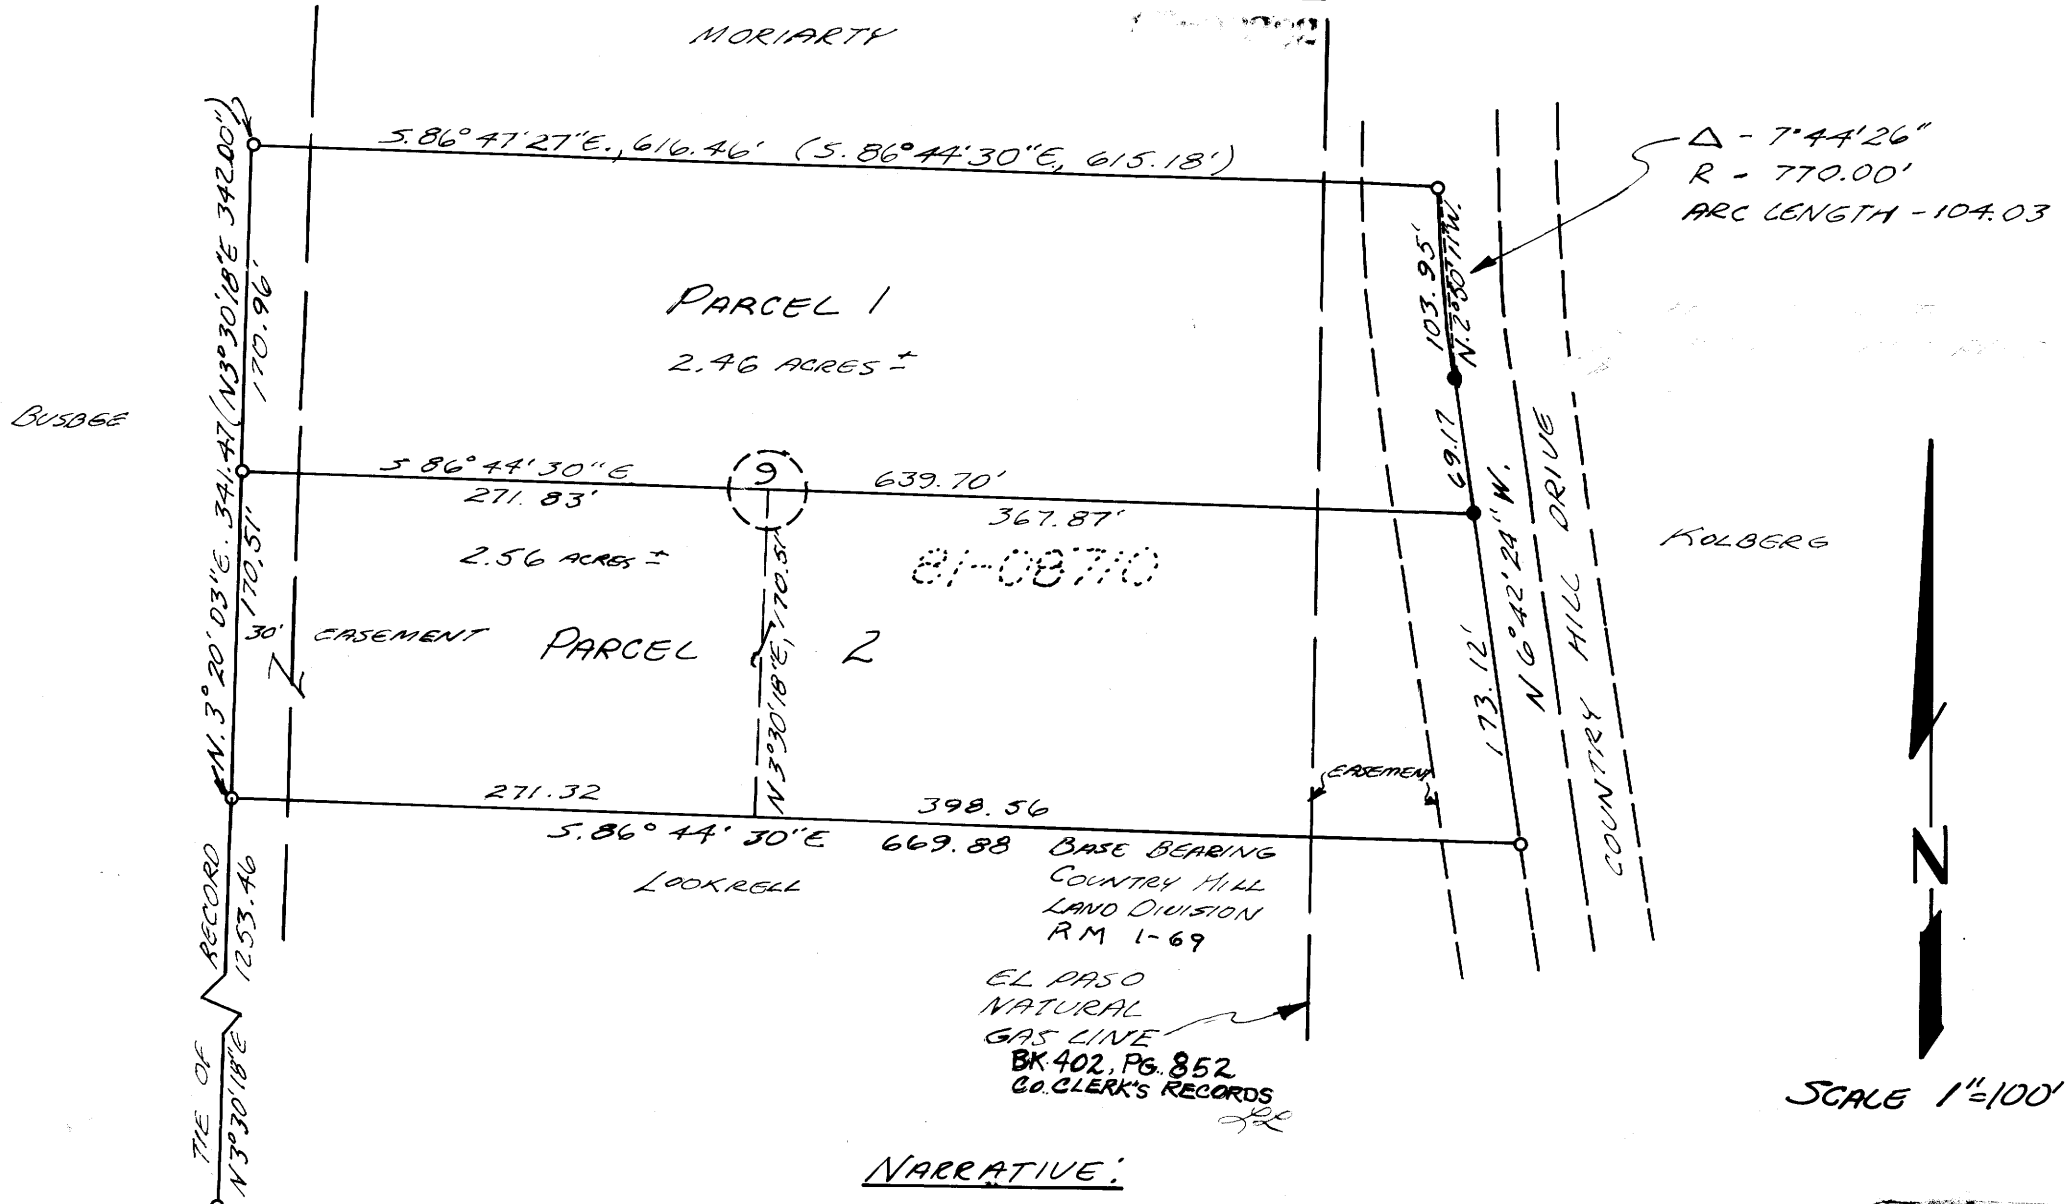 MORIARTY
S.86°47'27"E., 616.46' (S.86°44'30"E, 615.18')
Δ - 7°44'26"
R - 770.00'
ARC LENGTH - 104.03
N.3°20'03"E. 341.47 (N3°30'18"E 342.00")
170.96'
103.95'
PARCEL 1
2.46 ACRES ±
BUSBEE
69.17
S 86°44'30"E
9
639.70'
271.83'
367.87'
2.56 ACRES ±
81-08710
KOLBERG
170.51'
30' EASEMENT
PARCEL 2
N3°30'18"E, 170.51'
173.12'
N6°42'24"W.
COUNTRY HILL DRIVE
EASEMENT
271.32
398.56
S.86°44'30"E
669.88
BASE BEARING
COUNTRY HILL
LAND DIVISION
RM 1-69
LOOKRELL
EL PASO
NATURAL
GAS LINE
BK.402, PG.852
CO. CLERK'S RECORDS
TIE OF RECORD
N3°30'18"E 1253.46
N
SCALE 1"=100'
NARRATIVE: